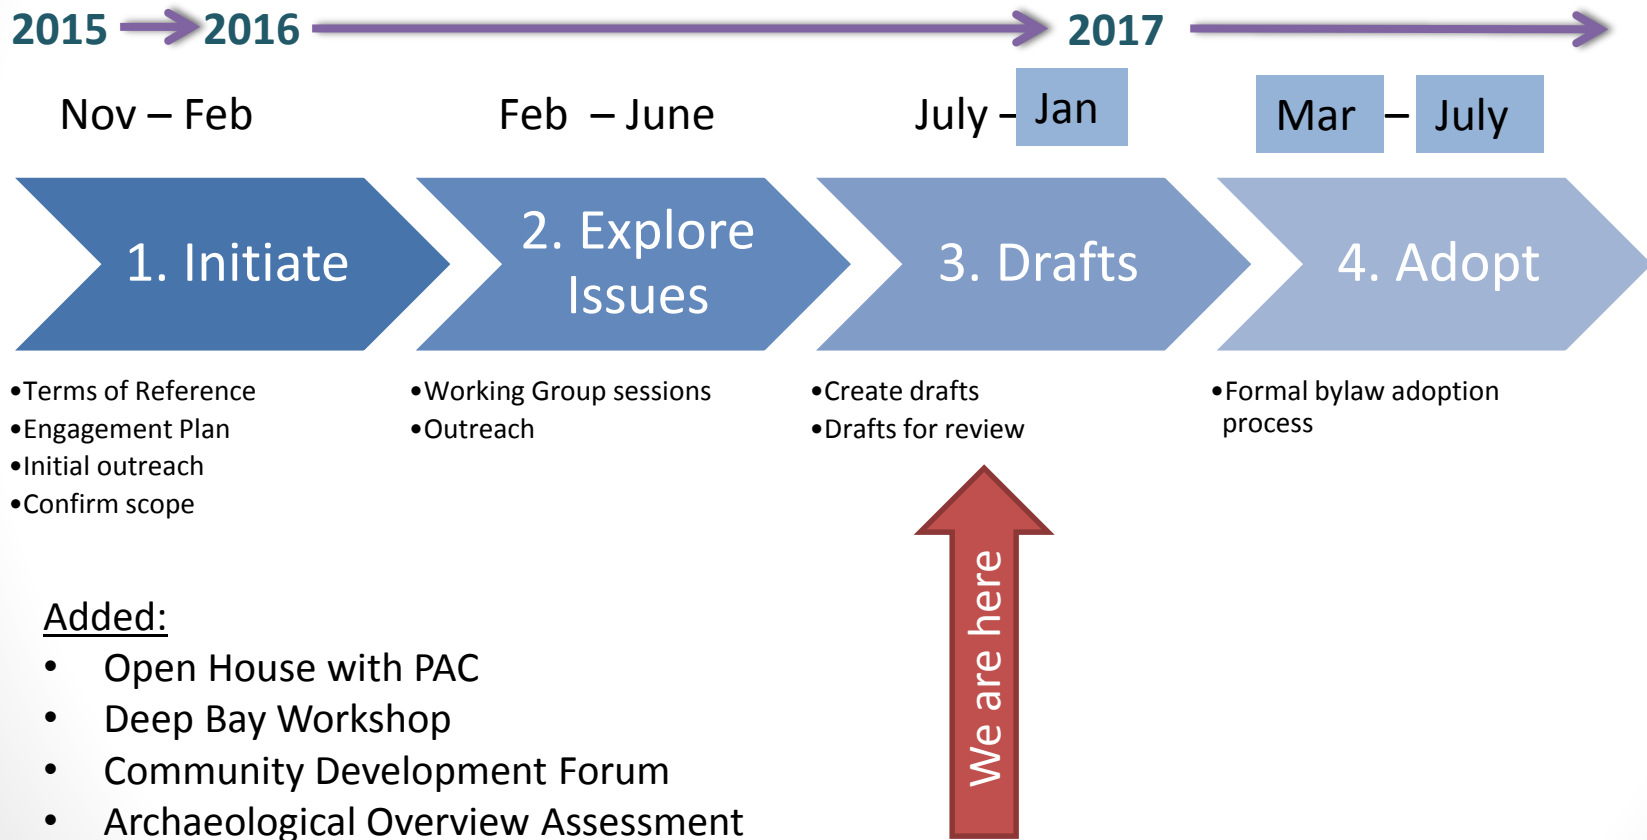 2015 2016 2017
Nov – Feb
Feb – June
July – Jan
Mar – July
1. Initiate
2. Explore
Issues
3. Drafts
4. Adopt
•Terms of Reference
•Engagement Plan
•Initial outreach
•Confirm scope
•Working Group sessions
•Outreach
•Create drafts
•Drafts for review
•Formal bylaw adoption
process
We are here
Added:
• Open House with PAC
• Deep Bay Workshop
• Community Development Forum
• Archaeological Overview Assessment